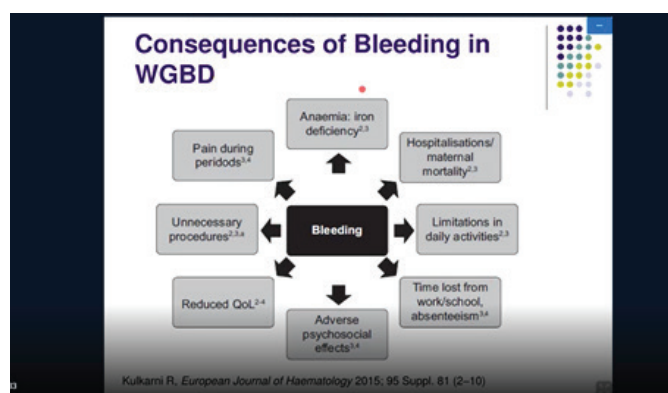 Consequences of Bleeding in
WGBD
Anaemia: iron
deficiency2,3
Pain during
peridods3,4
Hospitalisations/
maternal
mortality2,3
Unnecessary
procedures2,3,a
Bleeding
Limitations in
daily activities2,3
Reduced QoL2-4
Adverse
psychosocial
effects3,4
Time lost from
work/school,
absenteeism3,4
Kulkarni R, European Journal of Haematology 2015; 95 Suppl. 81 (2–10)